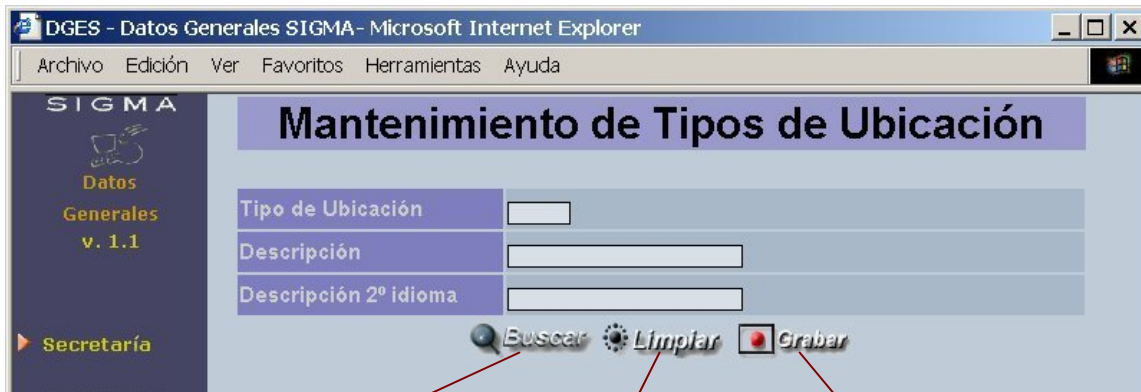 DGES - Datos Generales SIGMA- Microsoft Internet Explorer
Archivo Edición Ver Favoritos Herramientas Ayuda
SIGMA
Datos
Generales
v. 1.1
Secretaría
Mantenimiento de Tipos de Ubicación
Tipo de Ubicación
Descripción
Descripción 2º idioma
Buscar Limpiar Grabar